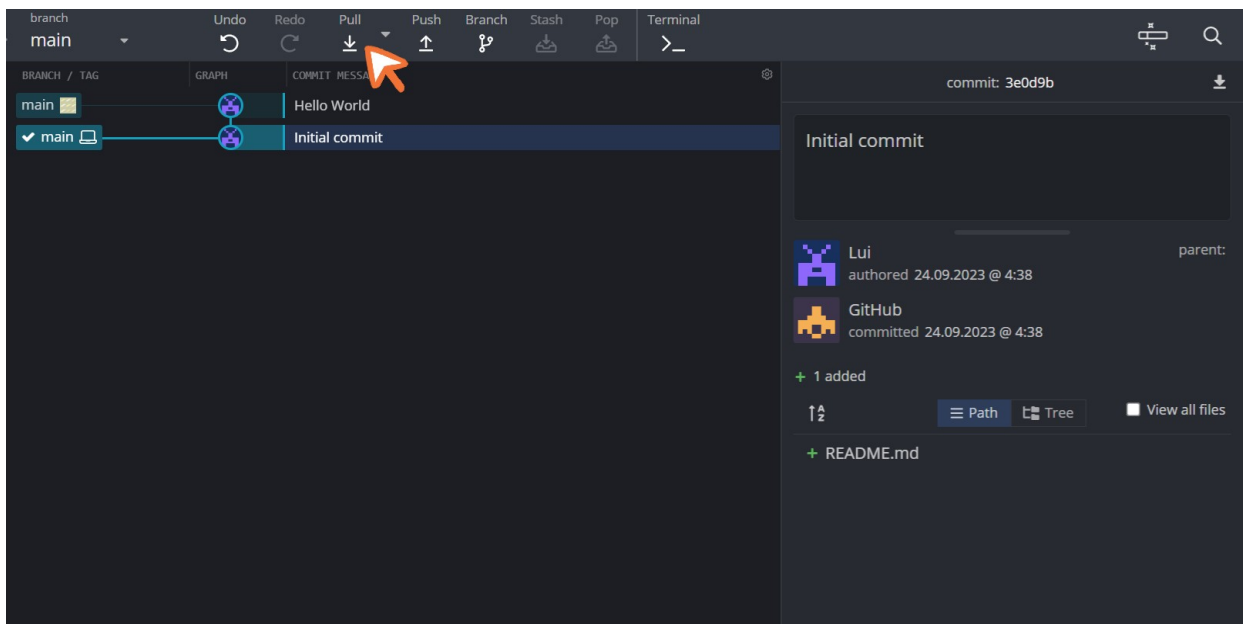 branch
main
Undo
Redo
Pull
Push
Branch
Stash
Pop
Terminal
BRANCH / TAG
GRAPH
COMMIT MESSA
commit: 3e0d9b
main
Hello World
main
Initial commit
Initial commit
Lui
authored 24.09.2023 @ 4:38
parent:
GitHub
committed 24.09.2023 @ 4:38
+ 1 added
Path
Tree
View all files
+ README.md